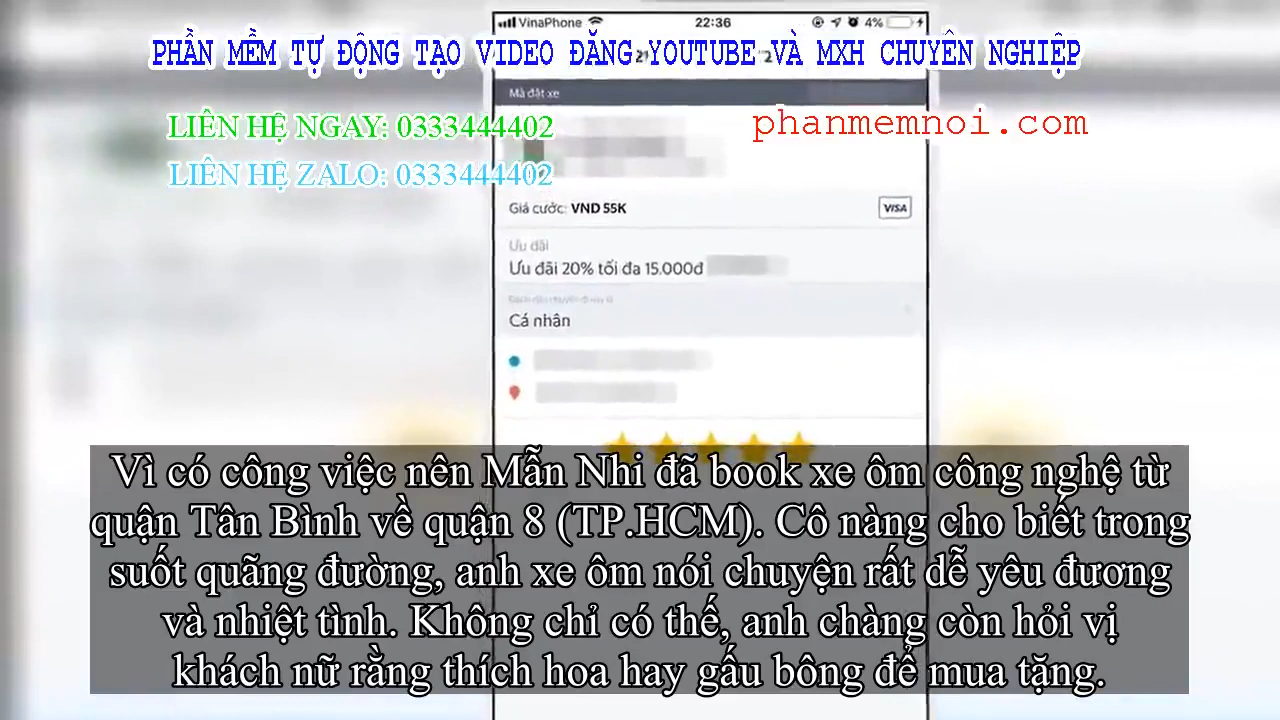 VinaPhone 22:36 4%
PHẦN MỀM TỰ ĐỘNG TẠO VIDEO ĐĂNG YOUTUBE VÀ MXH CHUYÊN NGHIỆP
Mã đặt xe
LIÊN HỆ NGAY: 0333444402
phanmemnoi.com
LIÊN HỆ ZALO: 0333444402
Giá cước: VND 55K
VISA
Ưu đãi
Ưu đãi 20% tối đa 15.000đ
Cá nhân
Vì có công việc nên Mẫn Nhi đã book xe ôm công nghệ từ
quận Tân Bình về quận 8 (TP.HCM). Cô nàng cho biết trong
suốt quãng đường, anh xe ôm nói chuyện rất dễ yêu đương
và nhiệt tình. Không chỉ có thế, anh chàng còn hỏi vị
khách nữ rằng thích hoa hay gấu bông để mua tặng.